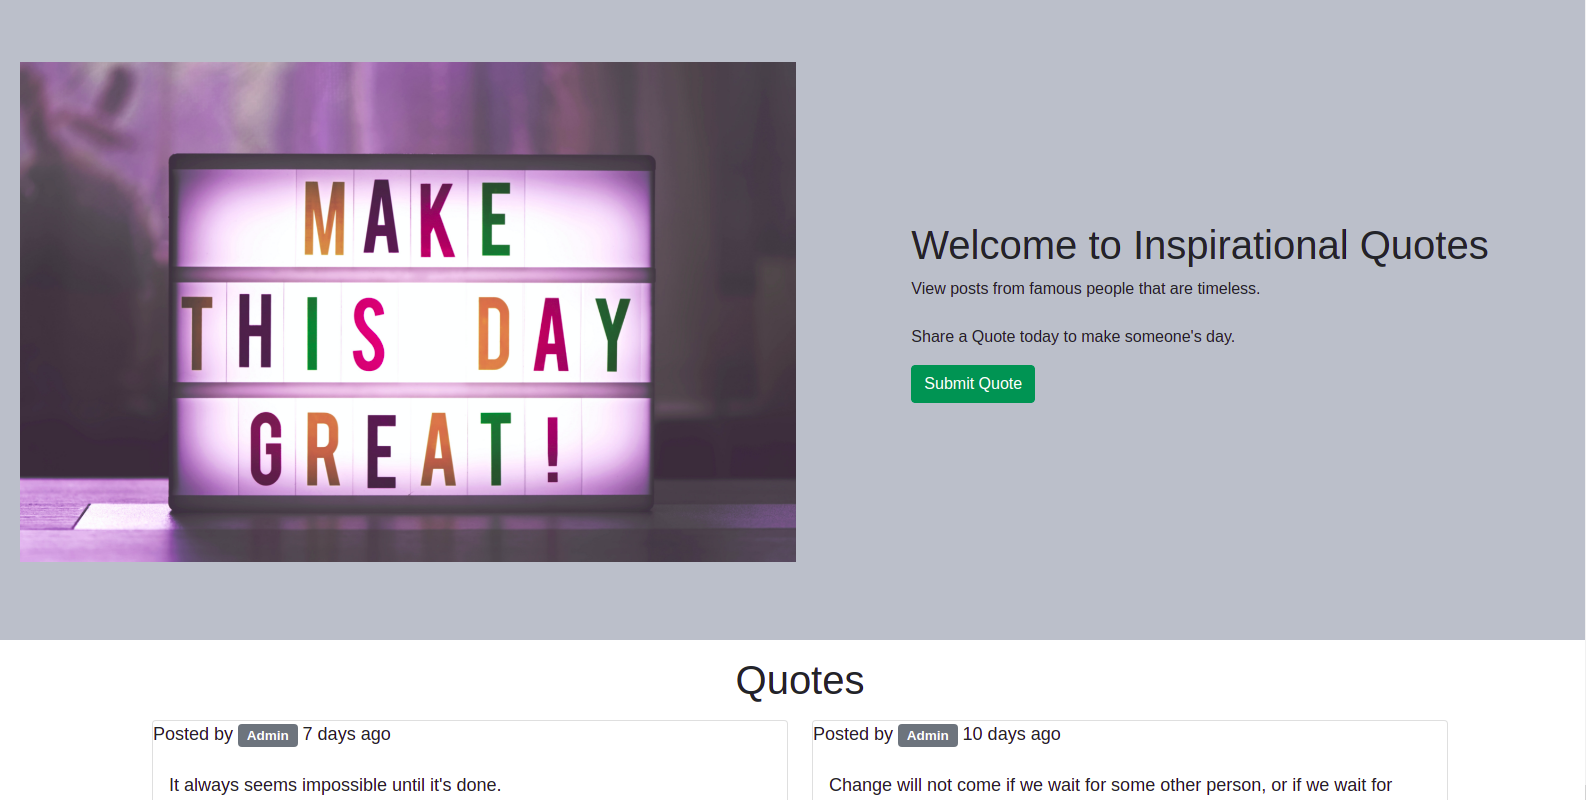 MAKE
THIS DAY
GREAT!
Welcome to Inspirational Quotes
View posts from famous people that are timeless.
Share a Quote today to make someone's day.
Submit Quote
Quotes
Posted by Admin 7 days ago
It always seems impossible until it's done.
Posted by Admin 10 days ago
Change will not come if we wait for some other person, or if we wait for